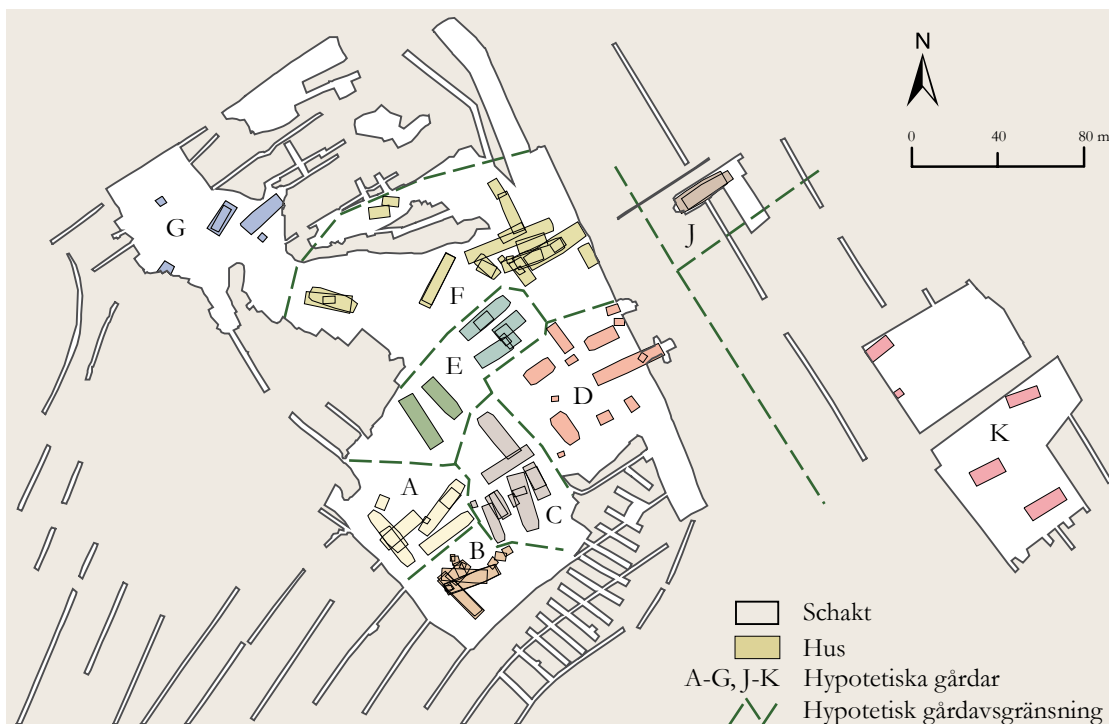 N
0
40
80 m
G
J
F
E
D
K
A
C
B
Schakt
Hus
A-G, J-K Hypotetiska gårdar
Hypotetisk gårdavsgränsning